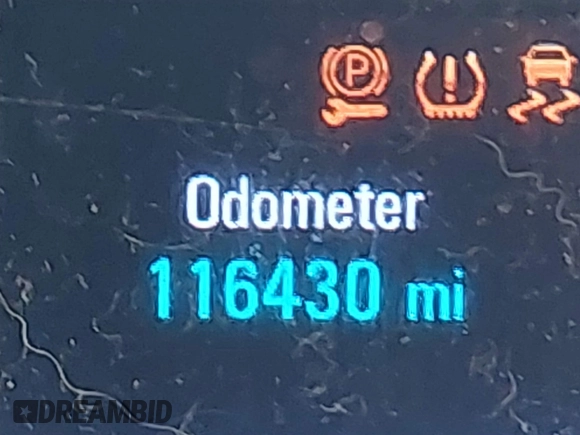 P
Odometer
116430 mi
DREAMBID